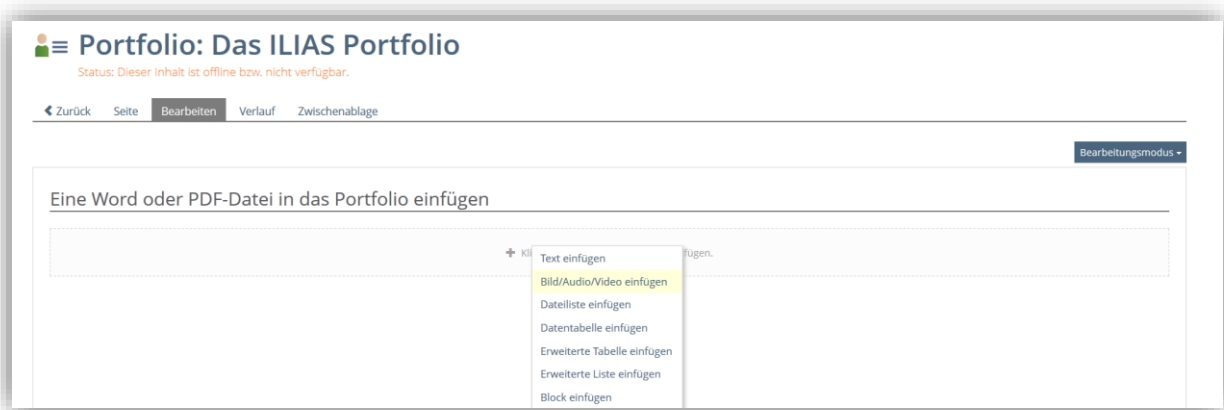 Portfolio: Das ILIAS Portfolio
Status: Dieser Inhalt ist offline bzw. nicht verfügbar.
Zurück Seite Bearbeiten Verlauf Zwischenablage
Bearbeitungsmodus
Eine Word oder PDF-Datei in das Portfolio einfügen
Text einfügen
Bild/Audio/Video einfügen
Dateiliste einfügen
Datentabelle einfügen
Erweiterte Tabelle einfügen
Erweiterte Liste einfügen
Block einfügen